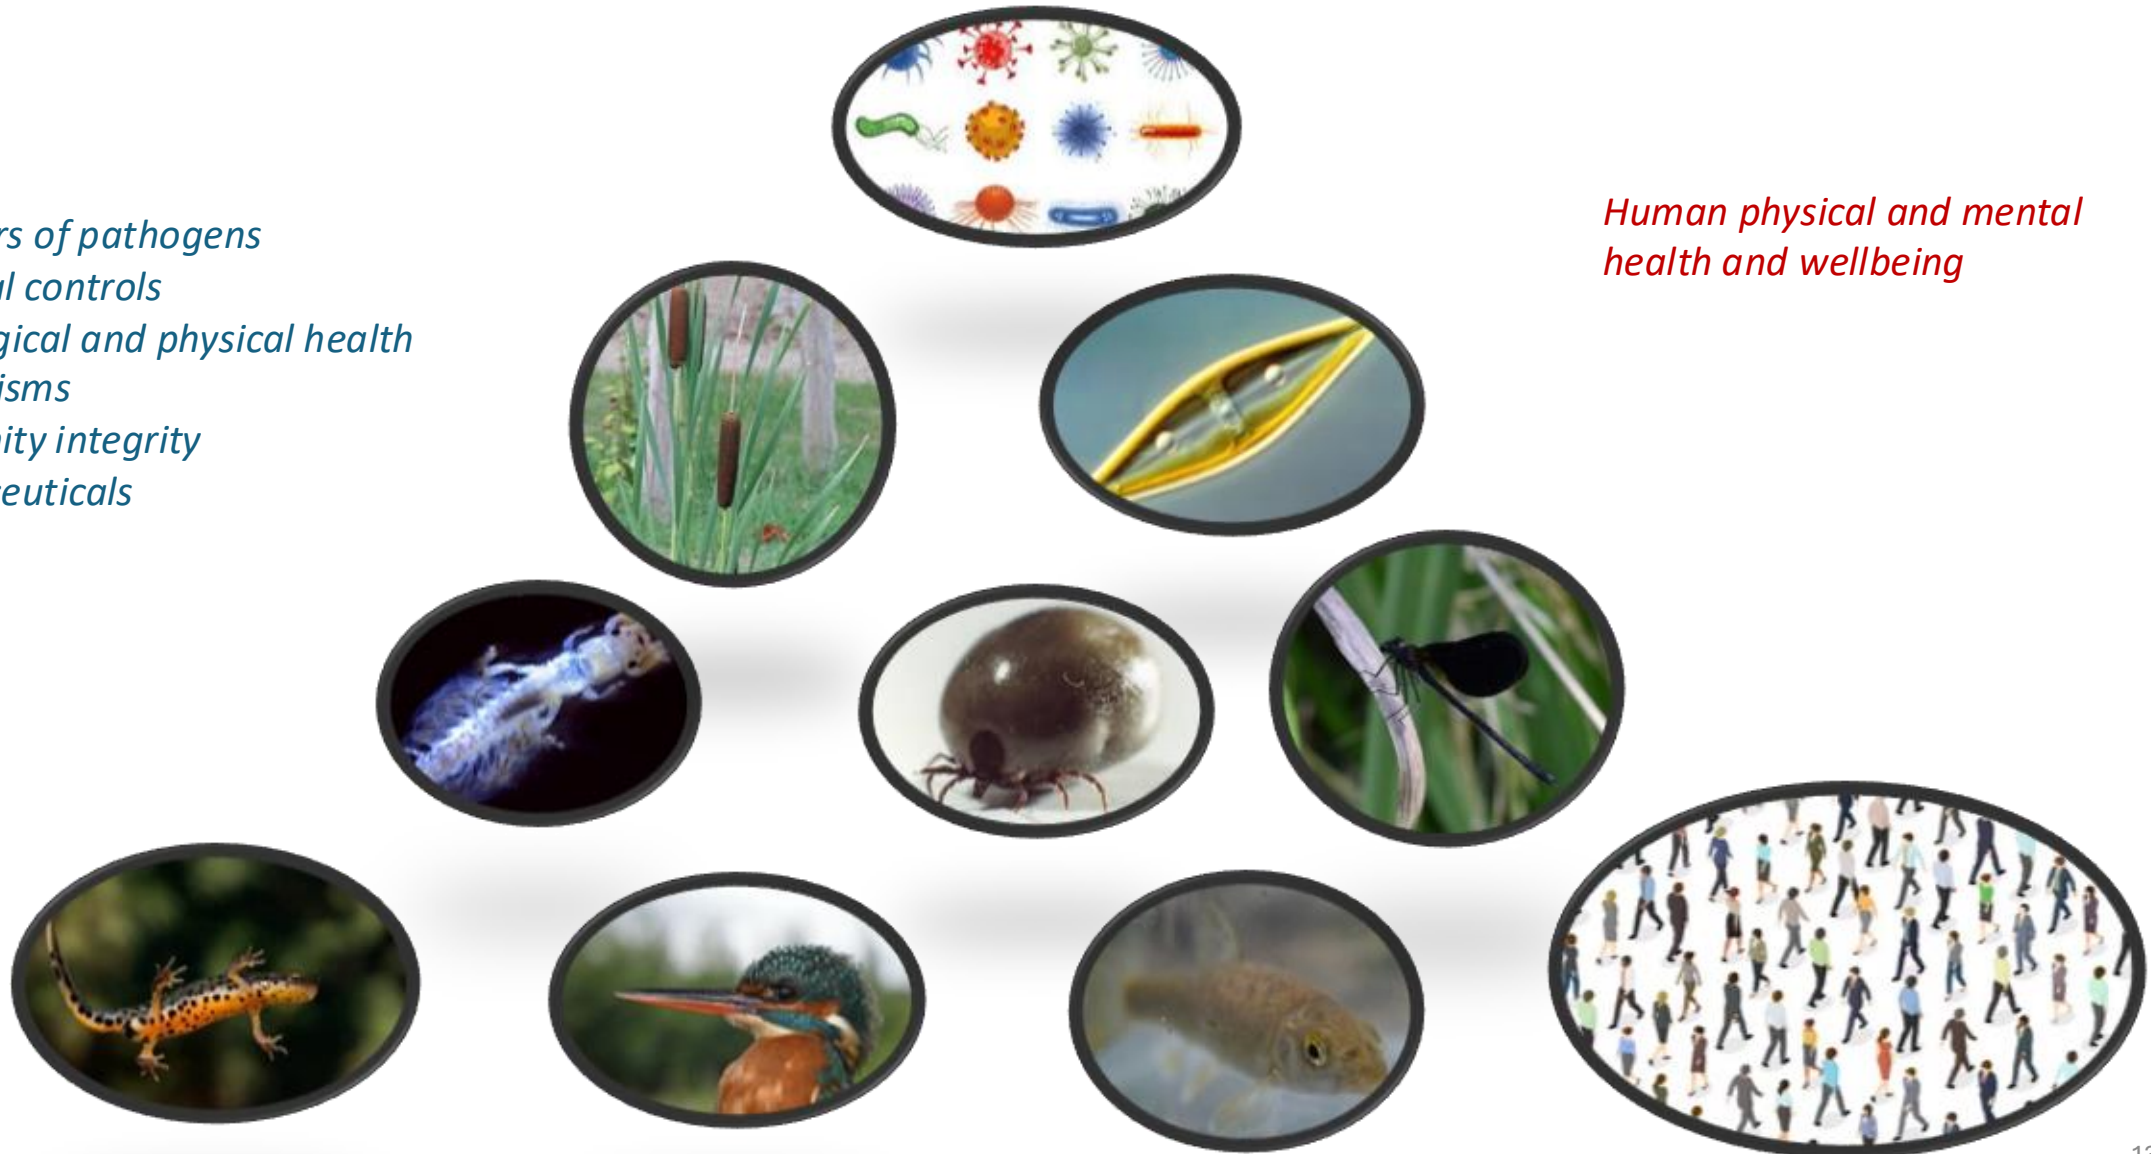 rs of pathogens
l controls
gical and physical health
isms
ity integrity
euticals
Human physical and mental
health and wellbeing